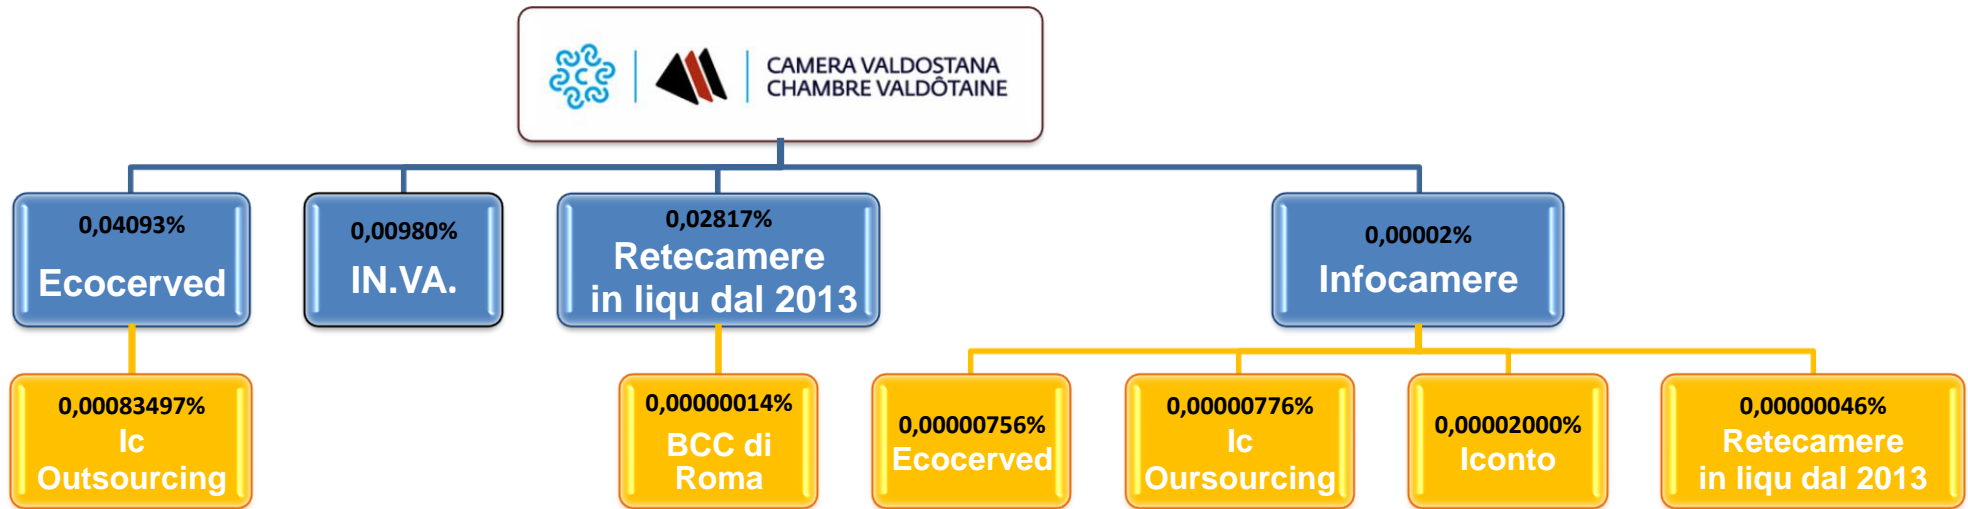 CAMERA VALDOSTANA
CHAMBRE VALDÔTAINE
0,04093%
Ecocerved
0,00980%
IN.VA.
0,02817%
Retecamere
in liqu dal 2013
0,00002%
Infocamere
0,00083497%
Ic
Outsourcing
0,00000014%
BCC di
Roma
0,00000756%
Ecocerved
0,00000776%
Ic
Oursourcing
0,00002000%
Iconto
0,00000046%
Retecamere
in liqu dal 2013